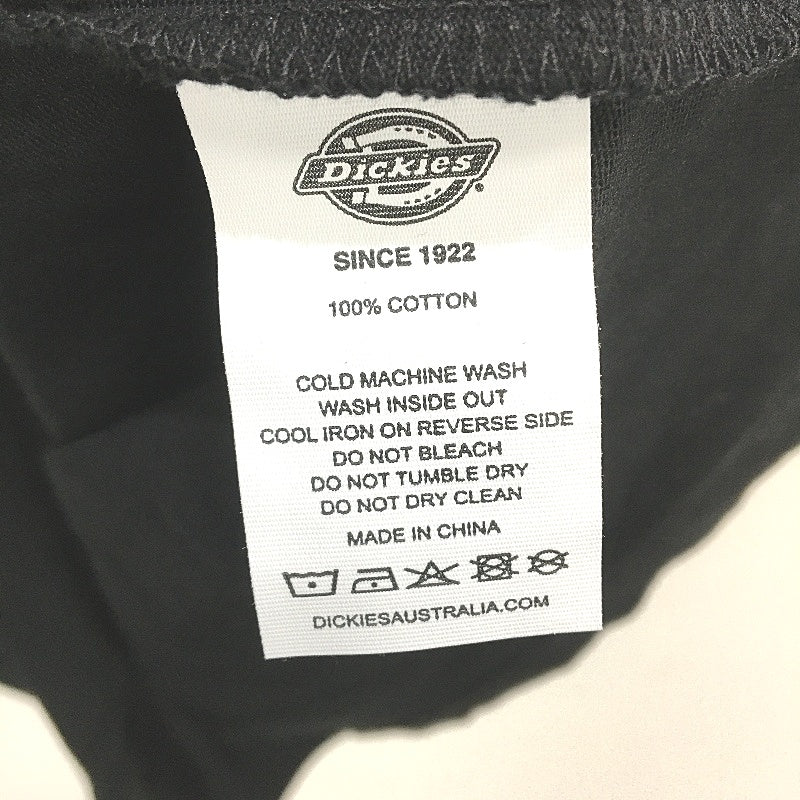 Dickies®
SINCE 1922
100% COTTON
COLD MACHINE WASH
WASH INSIDE OUT
COOL IRON ON REVERSE SIDE
DO NOT BLEACH
DO NOT TUMBLE DRY
DO NOT DRY CLEAN
MADE IN CHINA
DICKIESAUSTRALIA.COM